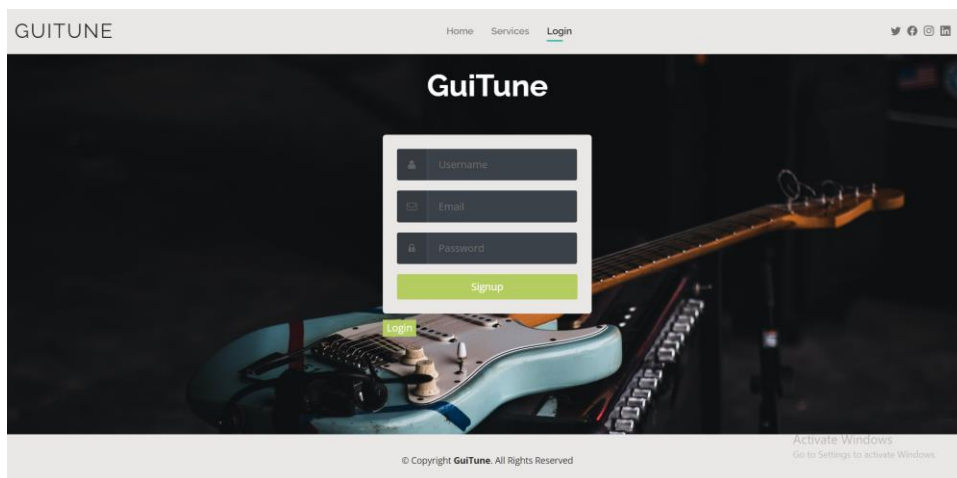 GUITUNE
Home Services Login
GuiTune
Username
Email
Password
Signup
Login
© Copyright GuiTune. All Rights Reserved
Activate Windows
Go to Settings to activate Windows.